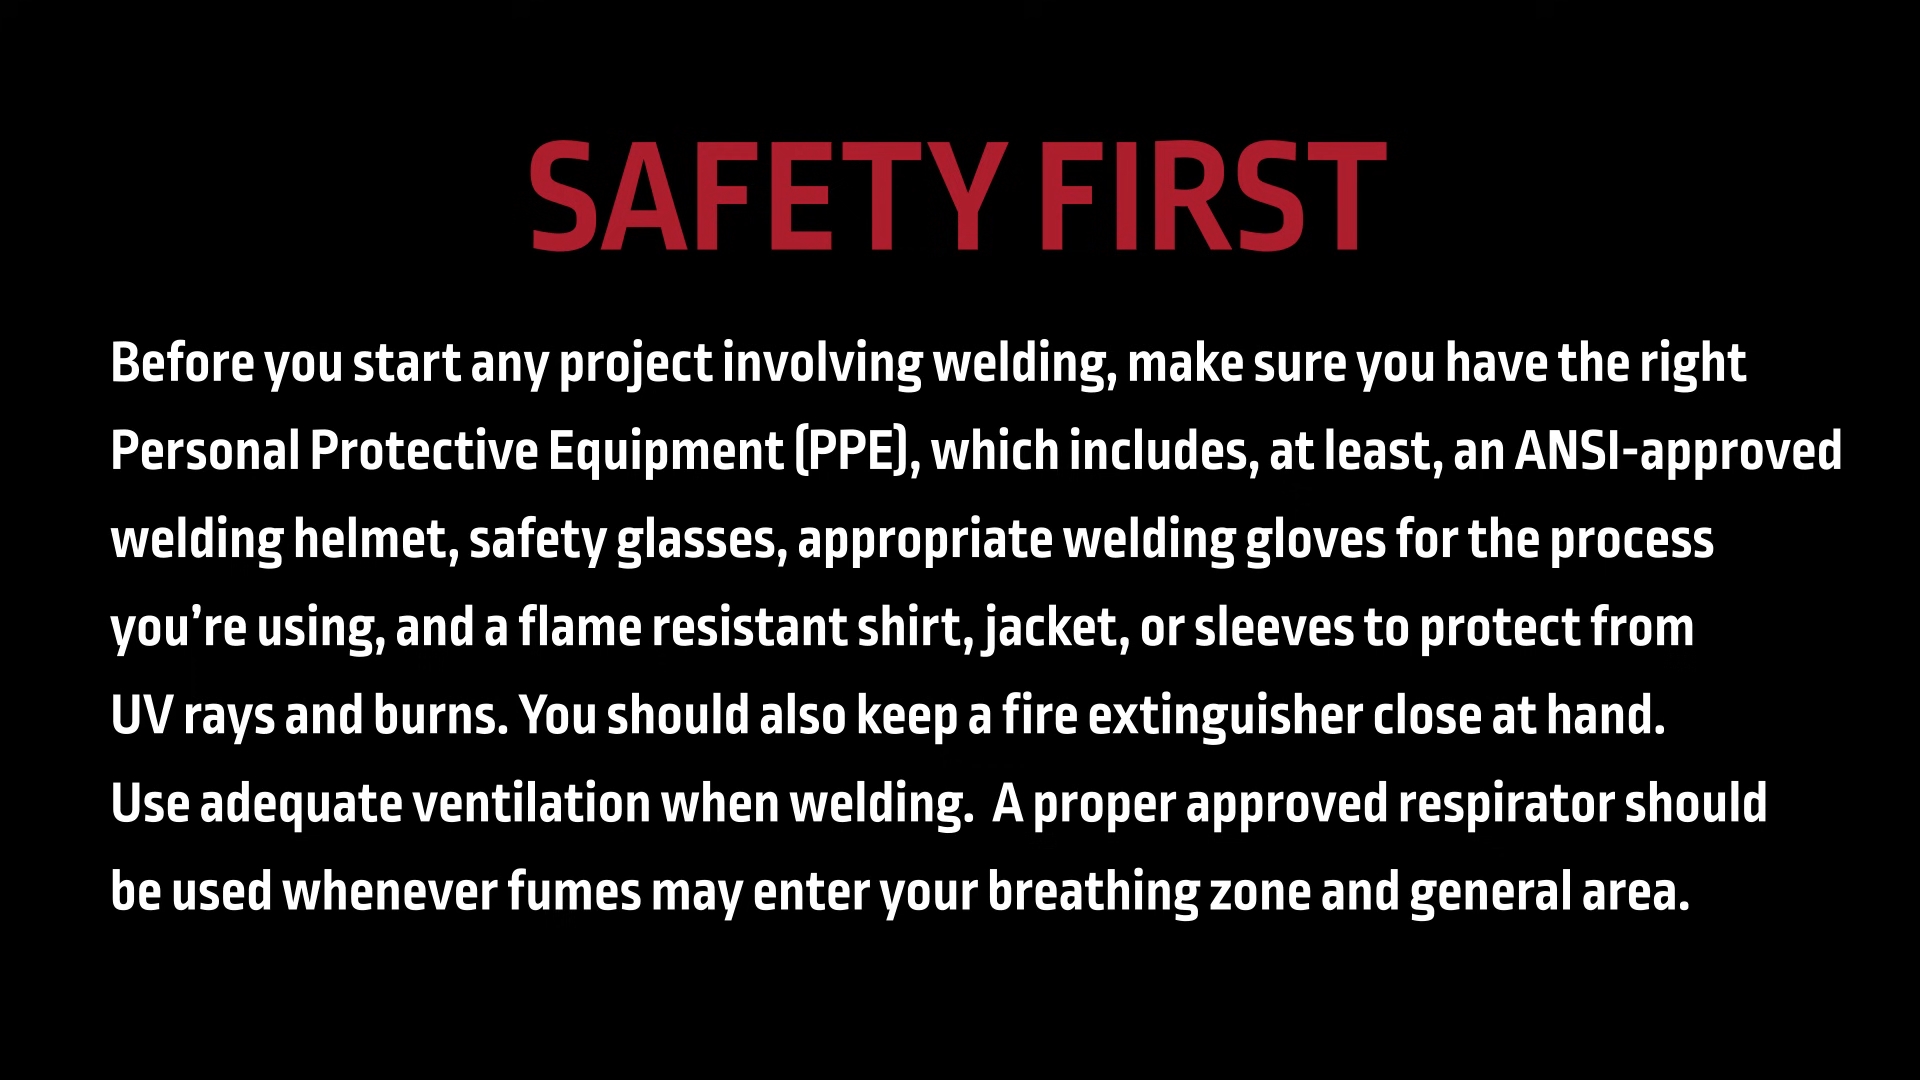 SAFETY FIRST
Before you start any project involving welding, make sure you have the right
Personal Protective Equipment (PPE), which includes, at least, an ANSI-approved
welding helmet, safety glasses, appropriate welding gloves for the process
you’re using, and a flame resistant shirt, jacket, or sleeves to protect from
UV rays and burns. You should also keep a fire extinguisher close at hand.
Use adequate ventilation when welding.  A proper approved respirator should
be used whenever fumes may enter your breathing zone and general area.